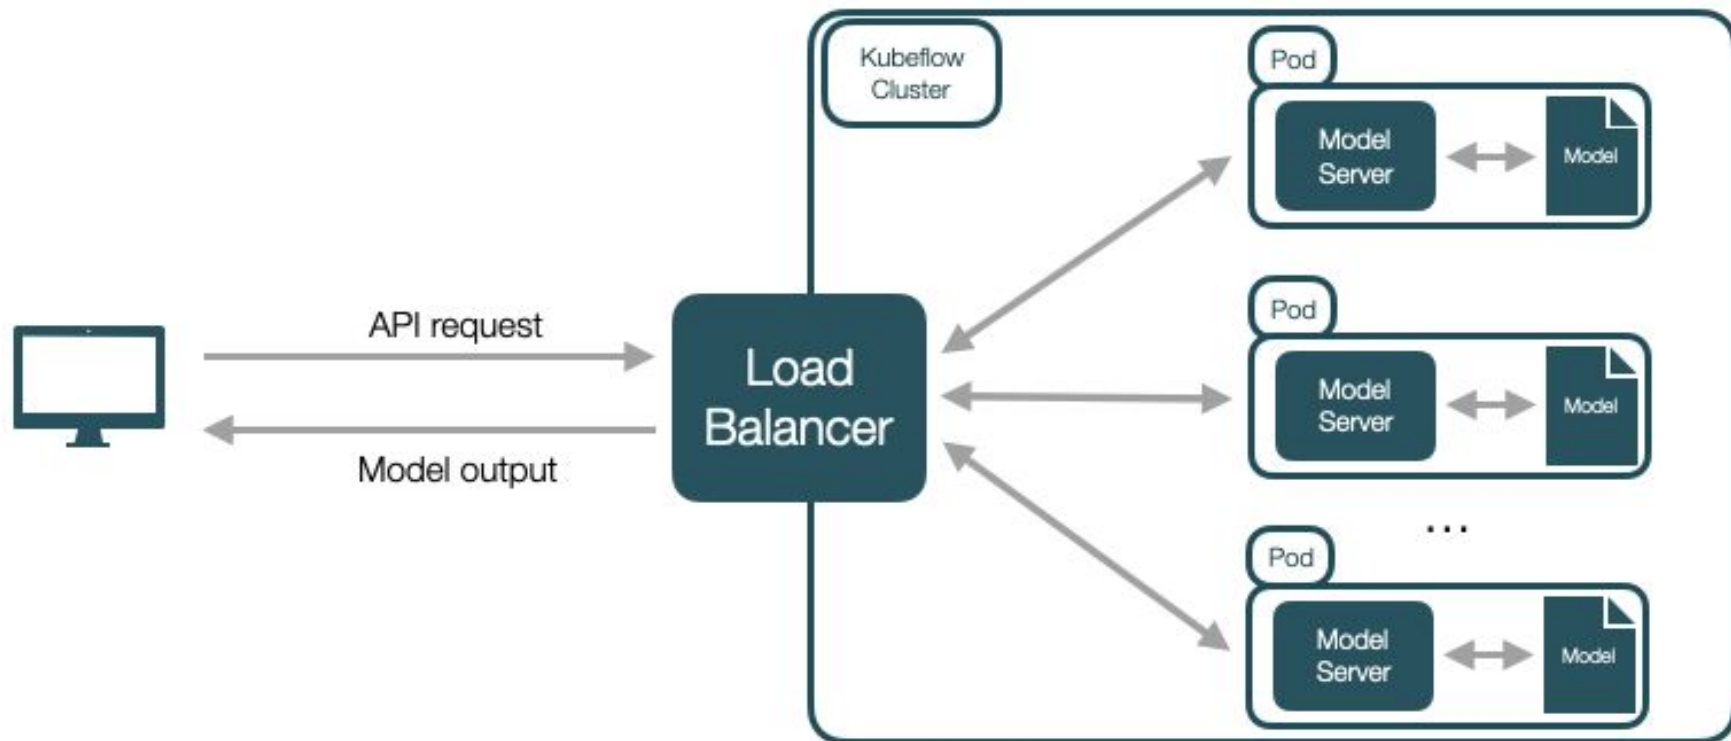 Kubeflow
Cluster
Pod
Model
Server
Model
API request
Load
Balancer
Model output
Pod
Model
Server
Model
...
Pod
Model
Server
Model